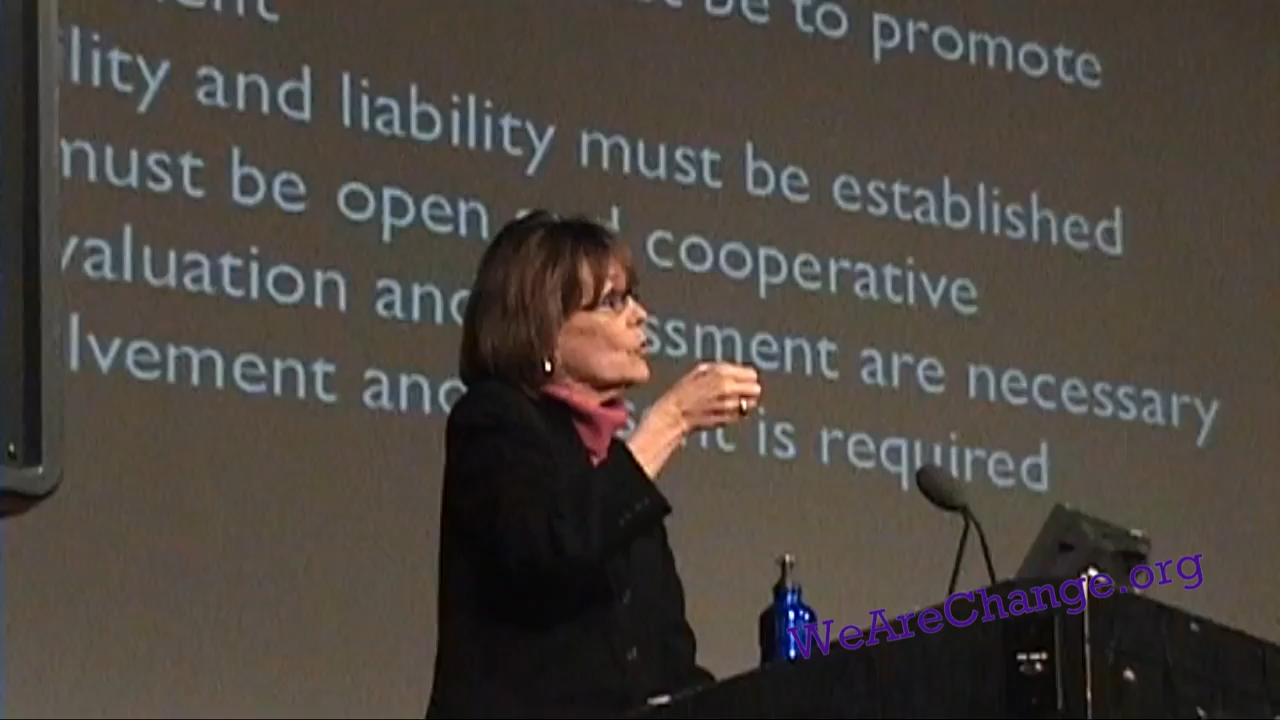 be to promote
lity and liability must be established
must be open cooperative
valuation and ssment are necessary
lvement and is required
WeAreChange.org